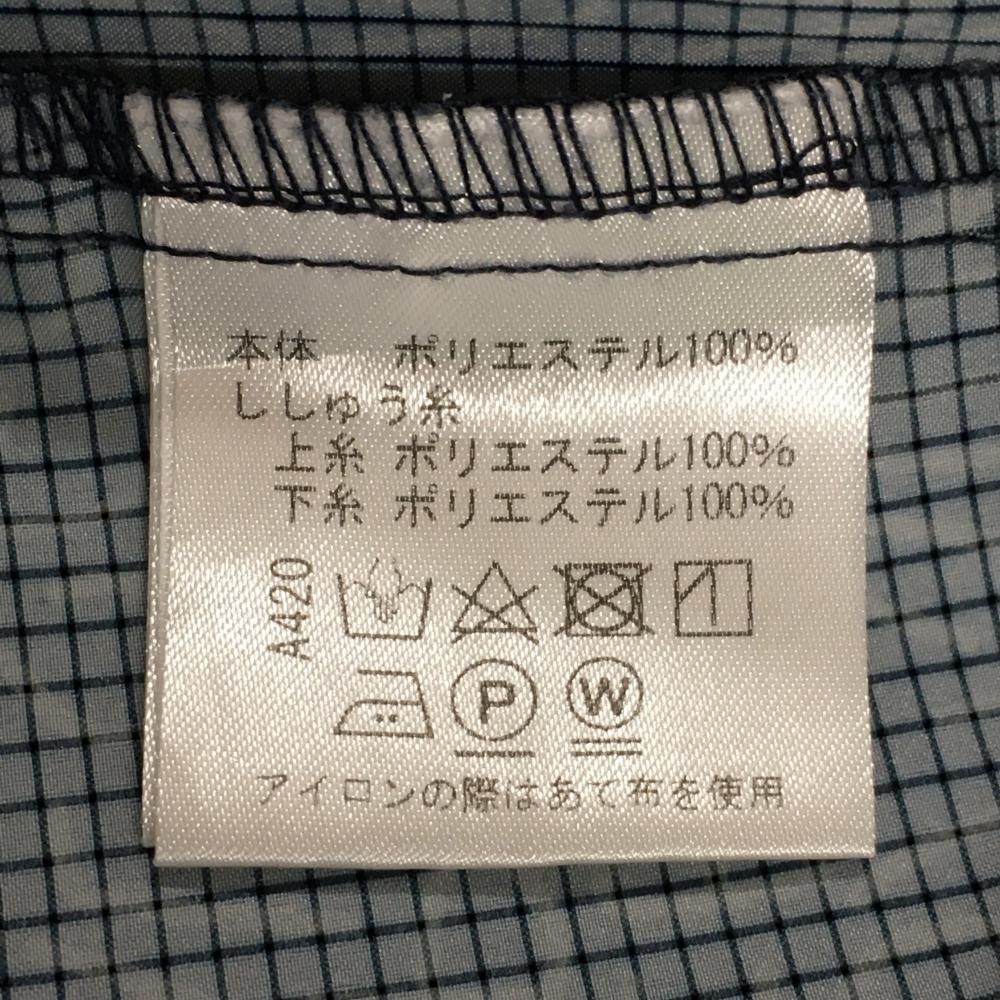 本体 ポリエステル100%
ししゅう糸
上糸 ポリエステル100%
下糸 ポリエステル100%
A420
P W
アイロンの際はあて布を使用